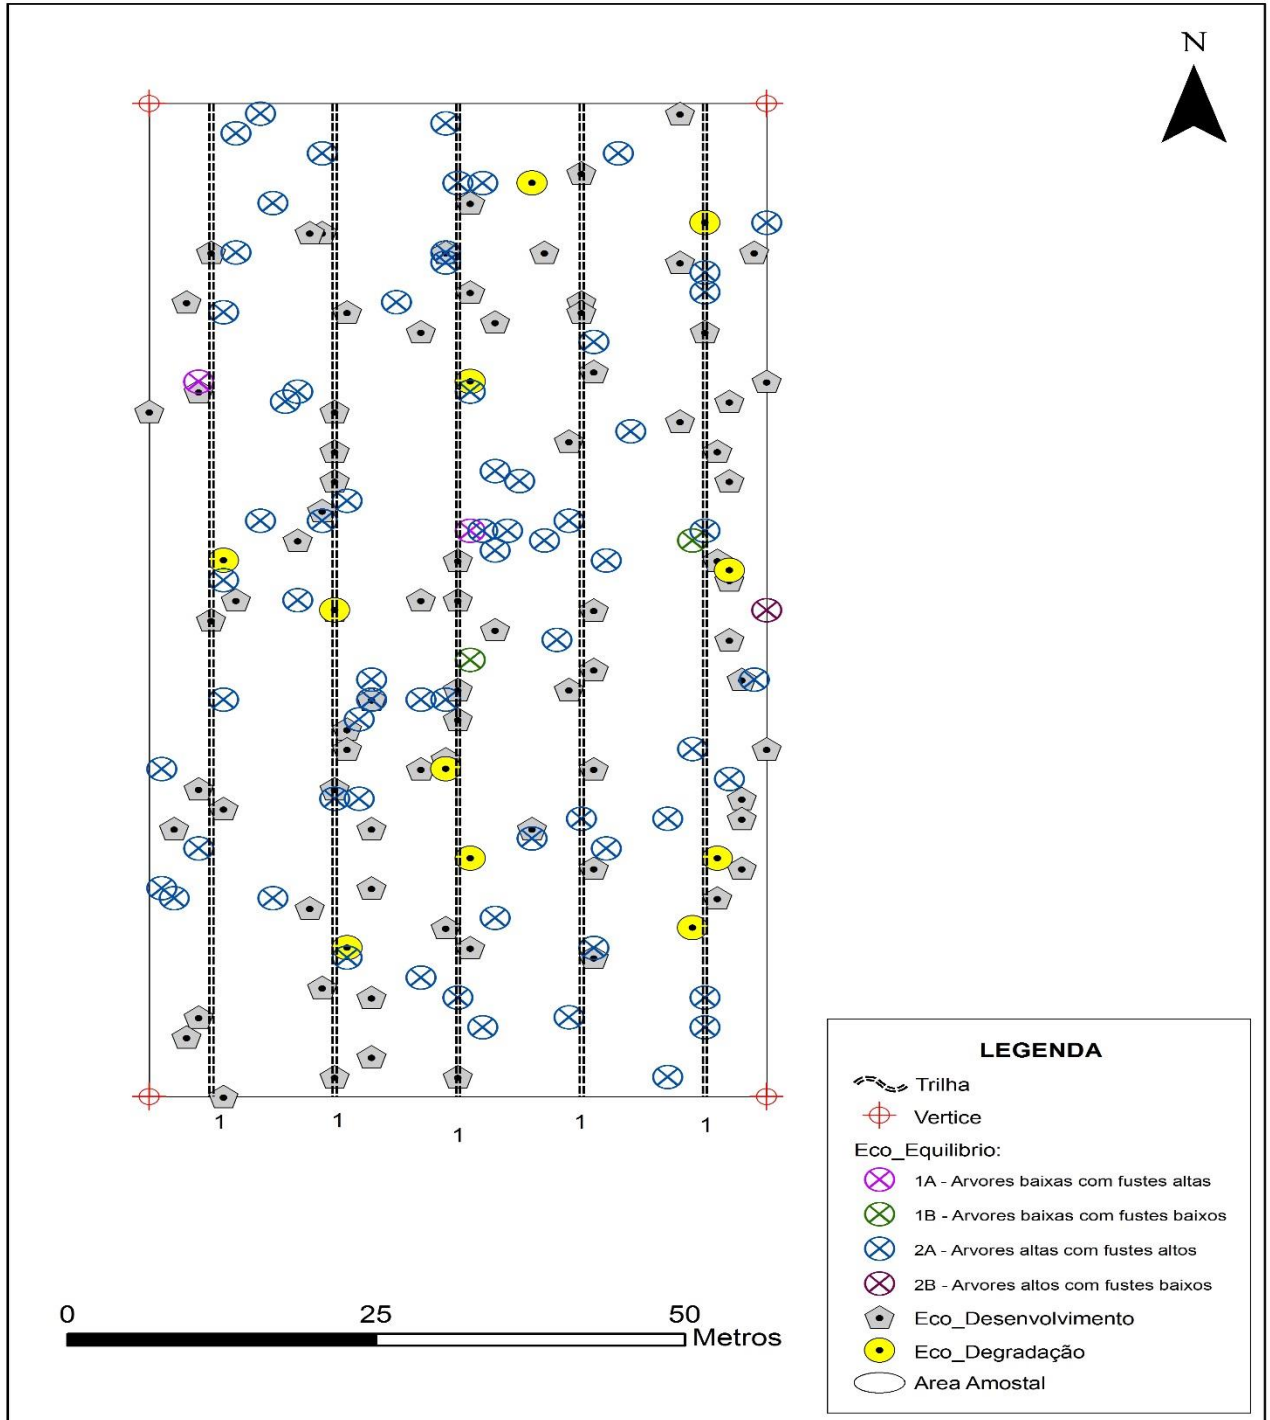 N
1
1
1
1
1
LEGENDA
Trilha
Vertice
Eco_Equilibrio:
1A - Arvores baixas com fustes altas
1B - Arvores baixas com fustes baixos
2A - Arvores altas com fustes altos
2B - Arvores altos com fustes baixos
Eco_Desenvolvimento
Eco_Degradação
Area Amostal
0 25 50
Metros